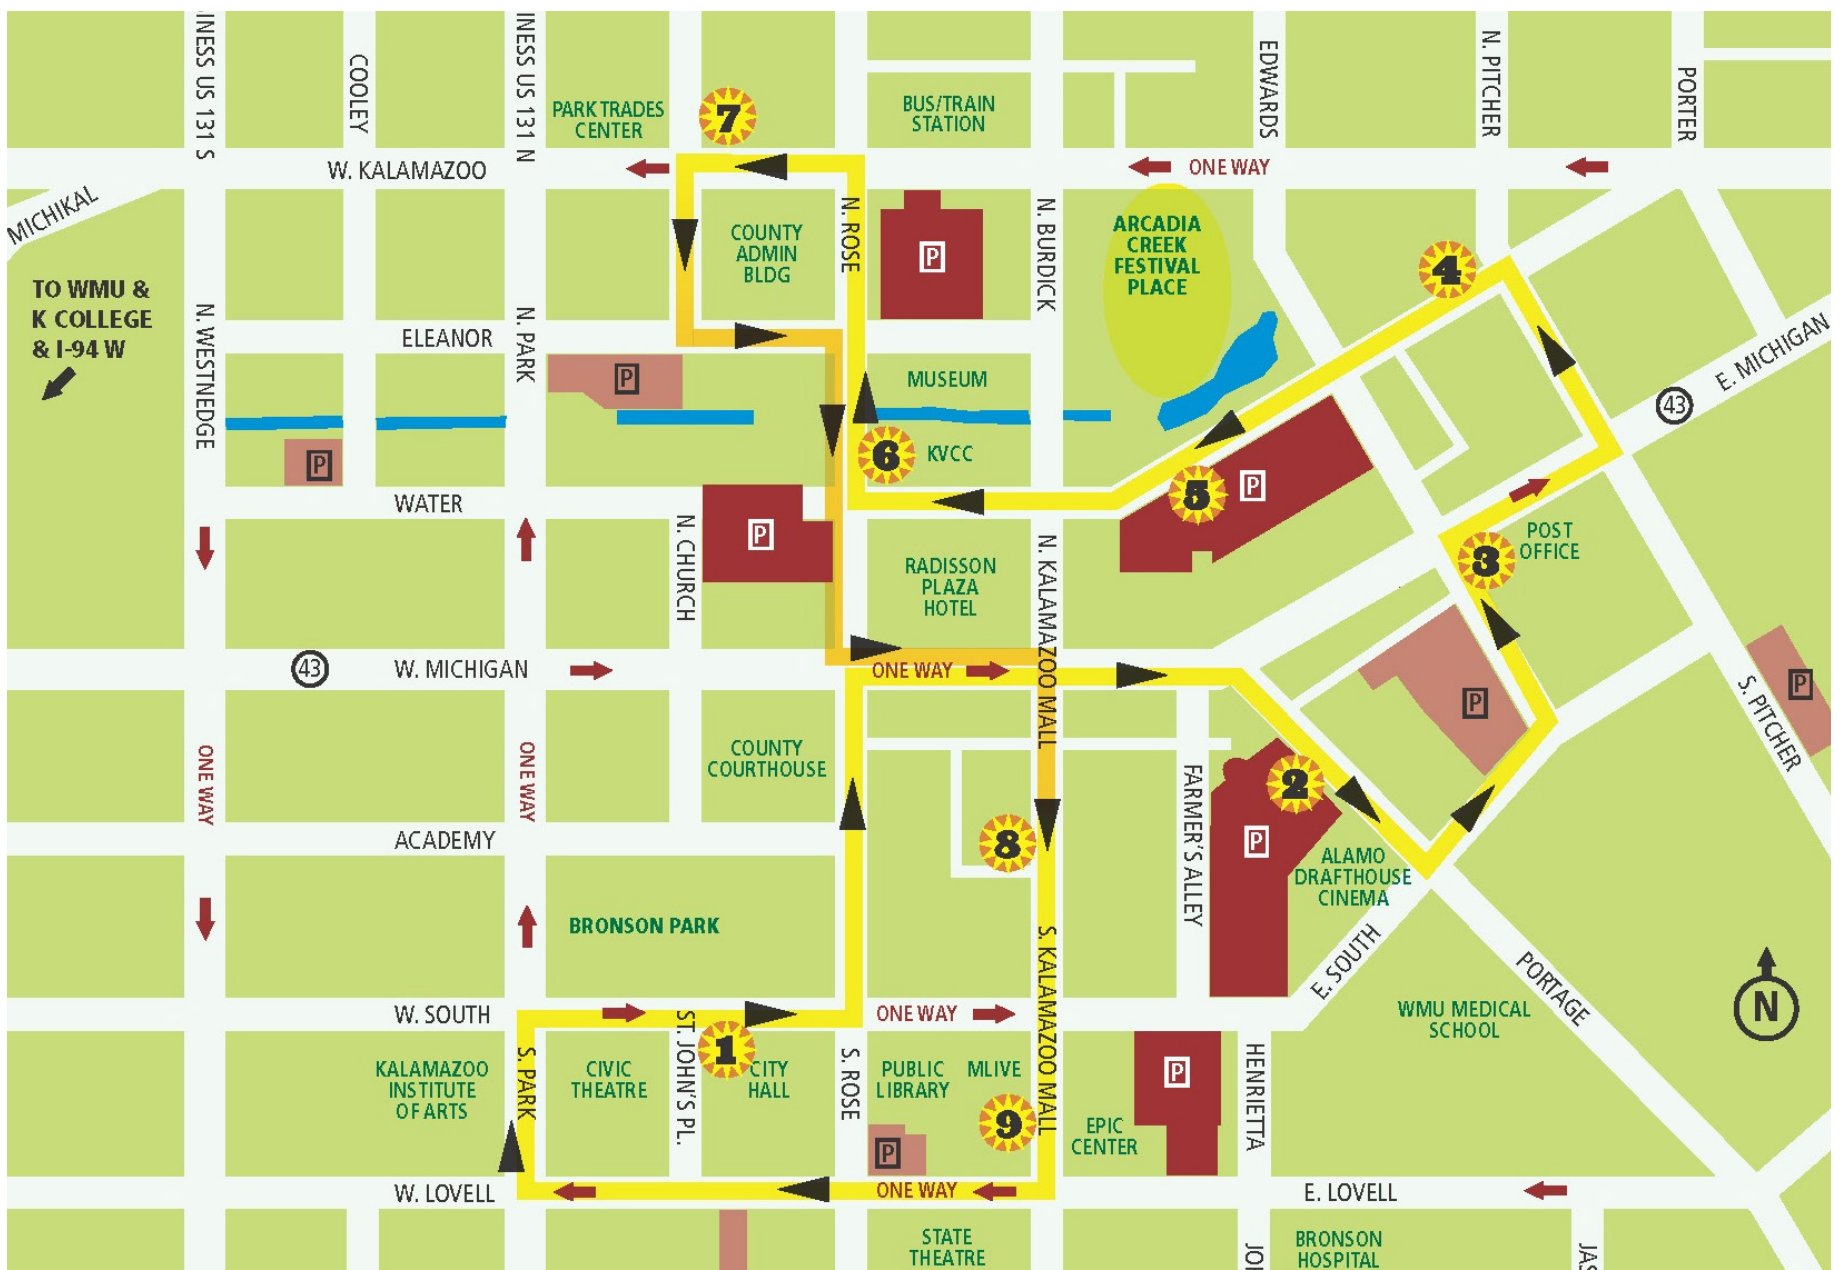 INESS US 131 S
COOLEY
INESS US 131 N
PARK TRADES
CENTER
7
BUS/TRAIN
STATION
EDWARDS
N. PITCHER
PORTER
W. KALAMAZOO
ONE WAY
MICHIKAL
TO WMU &
K COLLEGE
& I-94 W
N. WESTNEDGE
N. PARK
ELEANOR
COUNTY
ADMIN
BLDG
N. ROSE
P
N. BURDICK
ARCADIA
CREEK
FESTIVAL
PLACE
4
E. MICHIGAN
43
P
MUSEUM
P
6
KVCC
5
P
WATER
N. CHURCH
P
RADISSON
PLAZA
HOTEL
N. KALAMAZOO MALL
3
POST
OFFICE
43
W. MICHIGAN
ONE WAY
P
P
S. PITCHER
ONE WAY
ONE WAY
COUNTY
COURTHOUSE
FARMER'S ALLEY
2
P
ACADEMY
8
ALAMO
DRAFTHOUSE
CINEMA
BRONSON PARK
S. KALAMAZOO MALL
E. SOUTH
PORTAGE
N
W. SOUTH
ONE WAY
WMU MEDICAL
SCHOOL
KALAMAZOO
INSTITUTE
OF ARTS
S. PARK
CIVIC
THEATRE
ST. JOHN'S PL.
1
CITY
HALL
S. ROSE
PUBLIC
LIBRARY
MLIVE
P
9
EPIC
CENTER
P
HENRIETTA
W. LOVELL
ONE WAY
E. LOVELL
STATE
THEATRE
JO
BRONSON
HOSPITAL
JAS